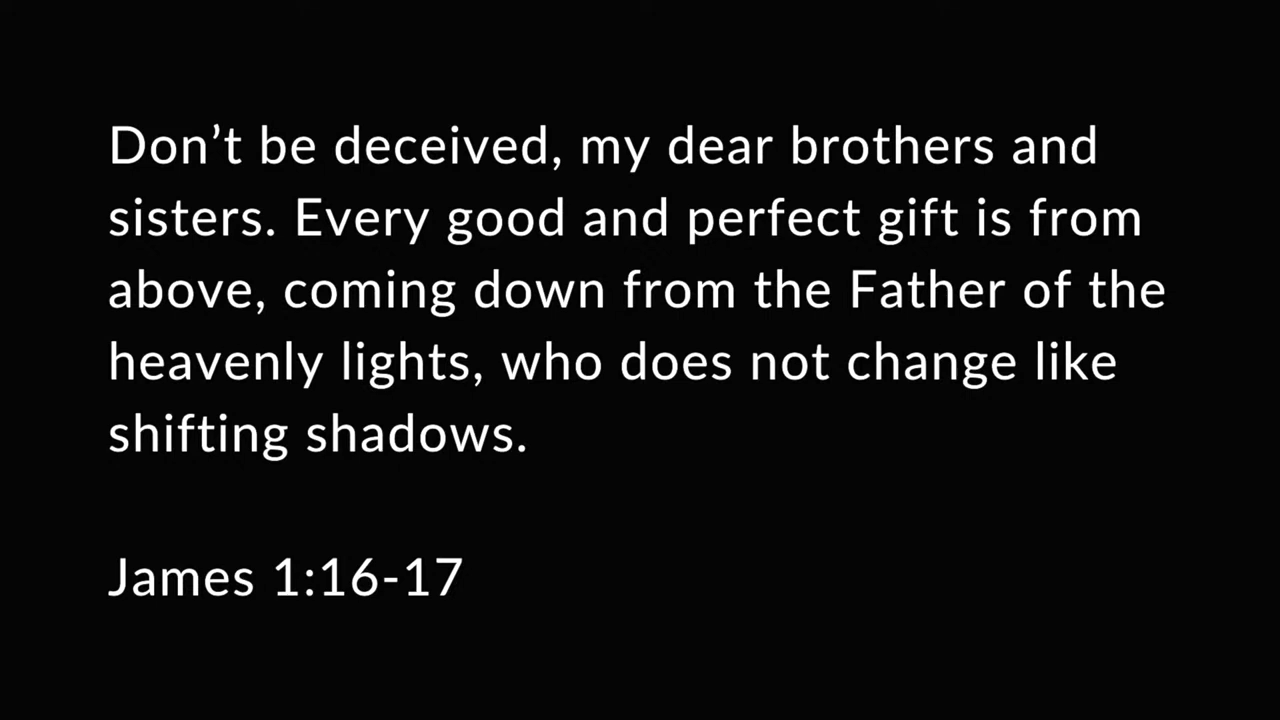 Don’t be deceived, my dear brothers and
sisters. Every good and perfect gift is from
above, coming down from the Father of the
heavenly lights, who does not change like
shifting shadows.
James 1:16-17